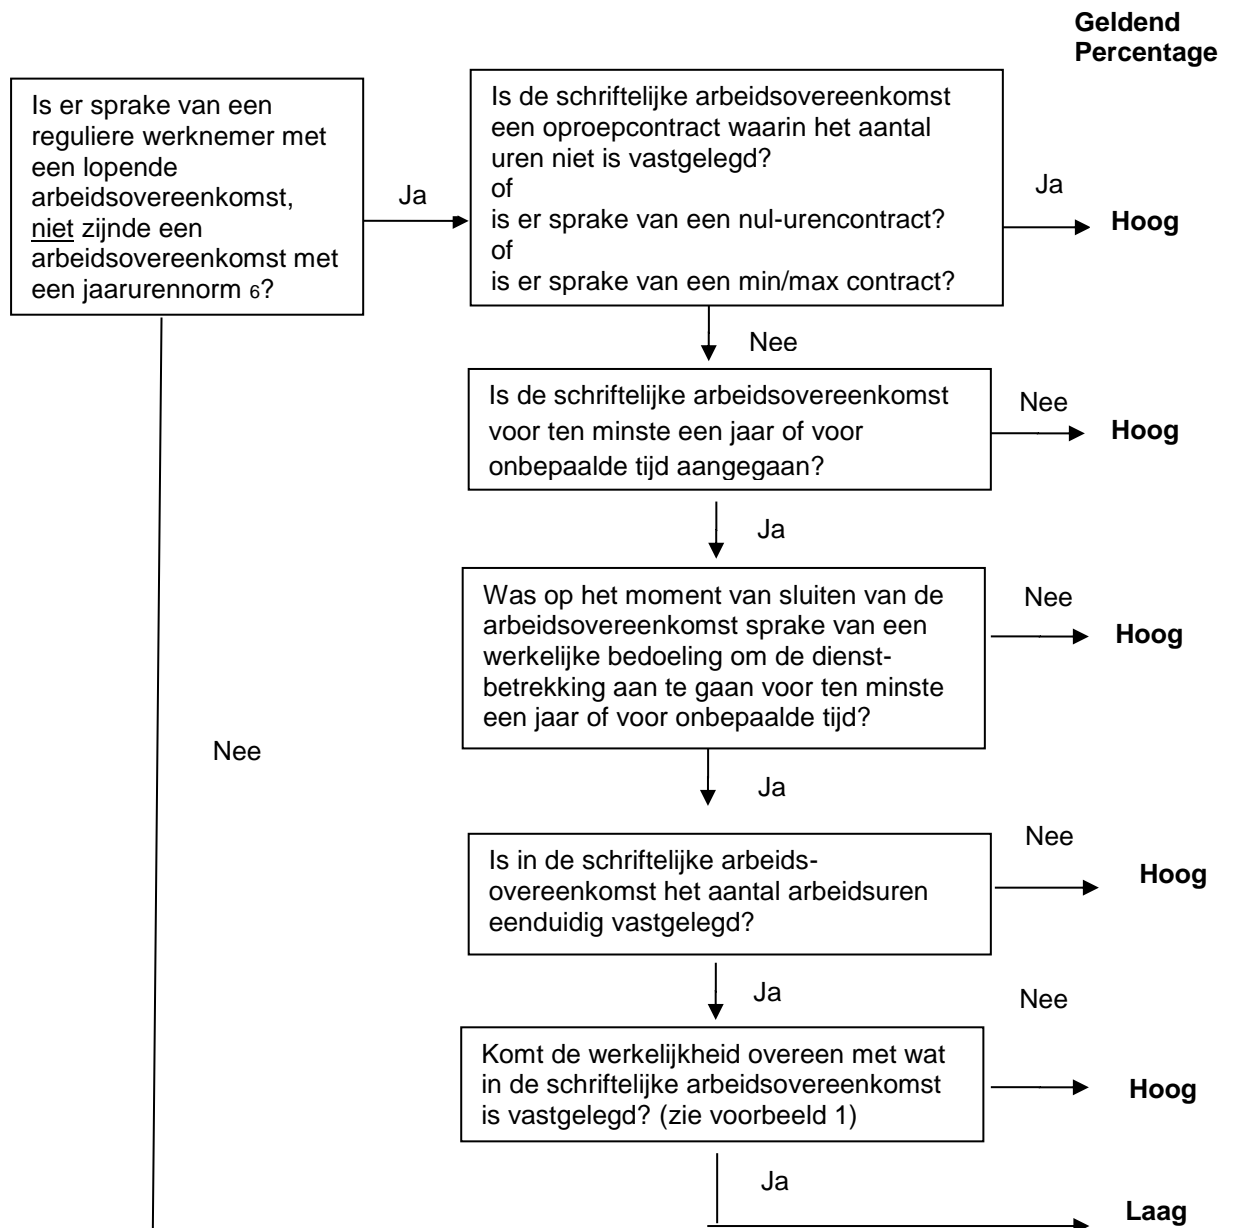 Geldend
Percentage
Is er sprake van een
reguliere werknemer met
een lopende
arbeidsovereenkomst,
niet zijnde een
arbeidsovereenkomst met
een jaarurennorm 6?
Ja
Is de schriftelijke arbeidsovereenkomst
een oproepcontract waarin het aantal
uren niet is vastgelegd?
of
is er sprake van een nul-urencontract?
of
is er sprake van een min/max contract?
Ja
Hoog
Nee
Is de schriftelijke arbeidsovereenkomst
voor ten minste een jaar of voor
onbepaalde tijd aangegaan?
Nee
Hoog
Ja
Was op het moment van sluiten van de
arbeidsovereenkomst sprake van een
werkelijke bedoeling om de dienst-
betrekking aan te gaan voor ten minste
een jaar of voor onbepaalde tijd?
Nee
Hoog
Nee
Ja
Is in de schriftelijke arbeids-
overeenkomst het aantal arbeidsuren
eenduidig vastgelegd?
Nee
Hoog
Ja
Nee
Komt de werkelijkheid overeen met wat
in de schriftelijke arbeidsovereenkomst
is vastgelegd? (zie voorbeeld 1)
Hoog
Ja
Laag